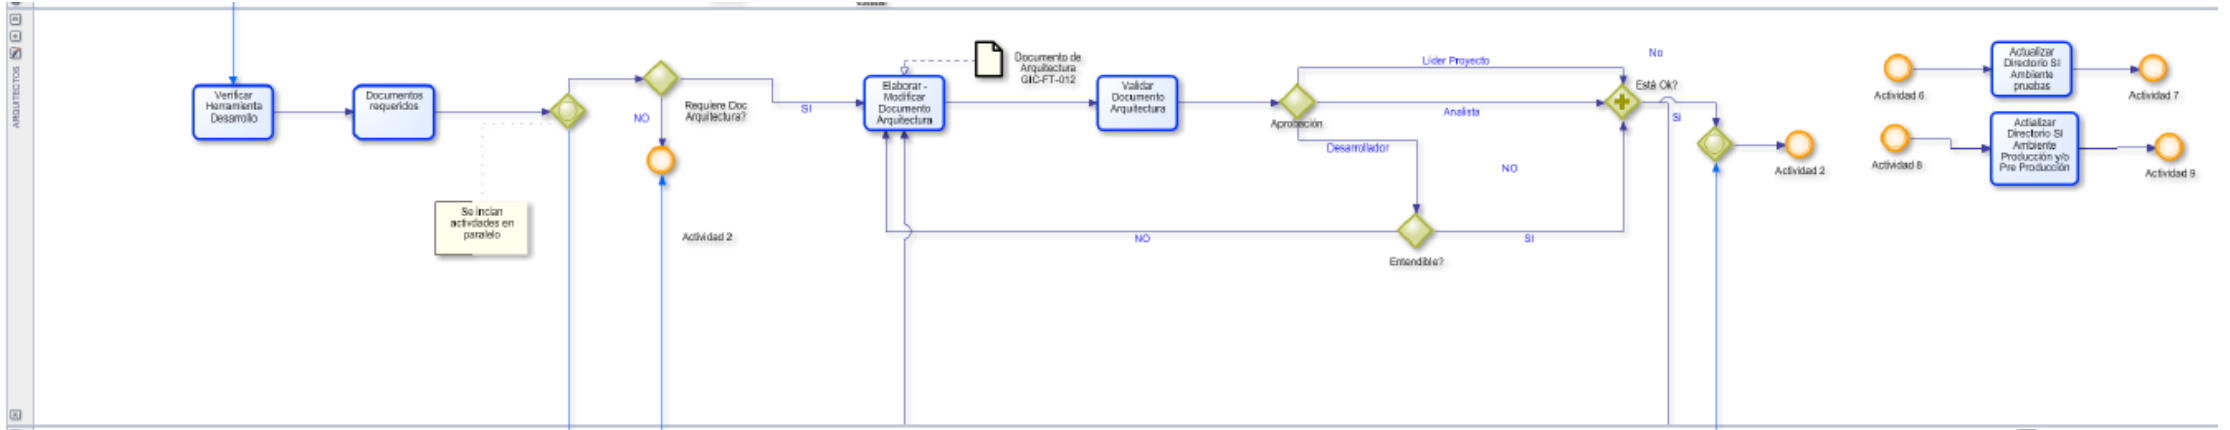 ARQUITECTOS
Verificar
Herramienta
Desarrollo
Documentos
requeridos
Se incian
actividades en
paralelo
Requiere Doc
Arquitectura?
NO
SI
Actividad 2
Elaborar -
Modificar
Documento
Arquitectura
Documento de
Arquitectura
GIC-FT-012
Validar
Documento
Arquitectura
Aprobación
Líder Proyecto
Analista
Desarrollador
Entendible?
NO
SI
NO
No
Está Ok?
Si
Actividad 2
Actividad 6
Actualizar
Directorio SI
Ambiente
pruebas
Actividad 7
Actividad 8
Actializar
Directorio SI
Ambiente
Producción y/o
Pre Producción
Actividad 9